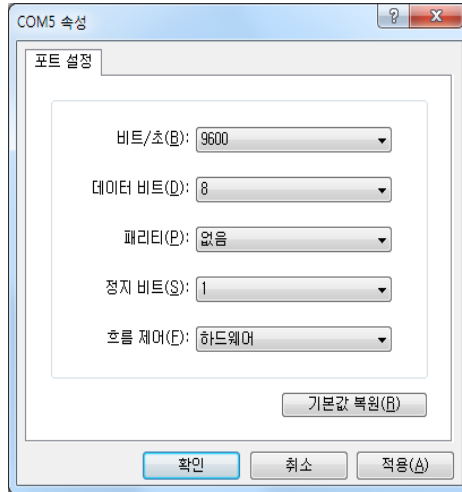 COM5 속성
포트 설정
비트/초(B): 9600
데이터 비트(D): 8
패리티(P): 없음
정지 비트(S): 1
흐름 제어(F): 하드웨어
기본값 복원(R)
확인 취소 적용(A)